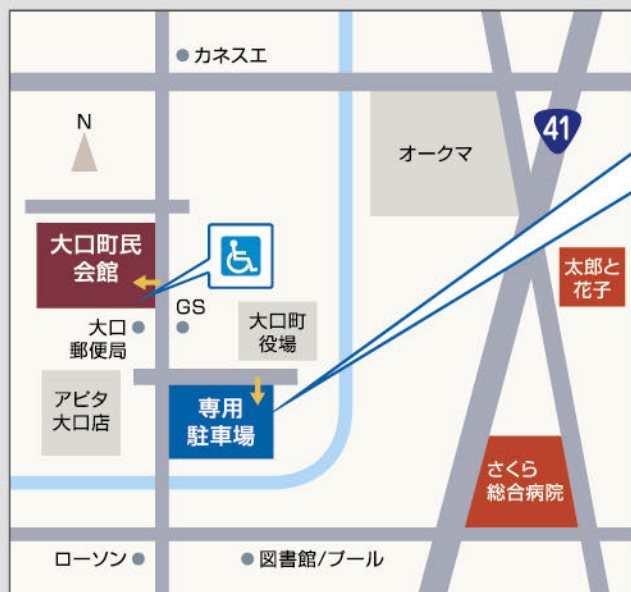 カネスエ
N
オークマ
41
大口町民
会館
太郎と
花子
GS
大口
郵便局
大口町
役場
アピタ
大口店
専用
駐車場
さくら
総合病院
ローソン
図書館/プール